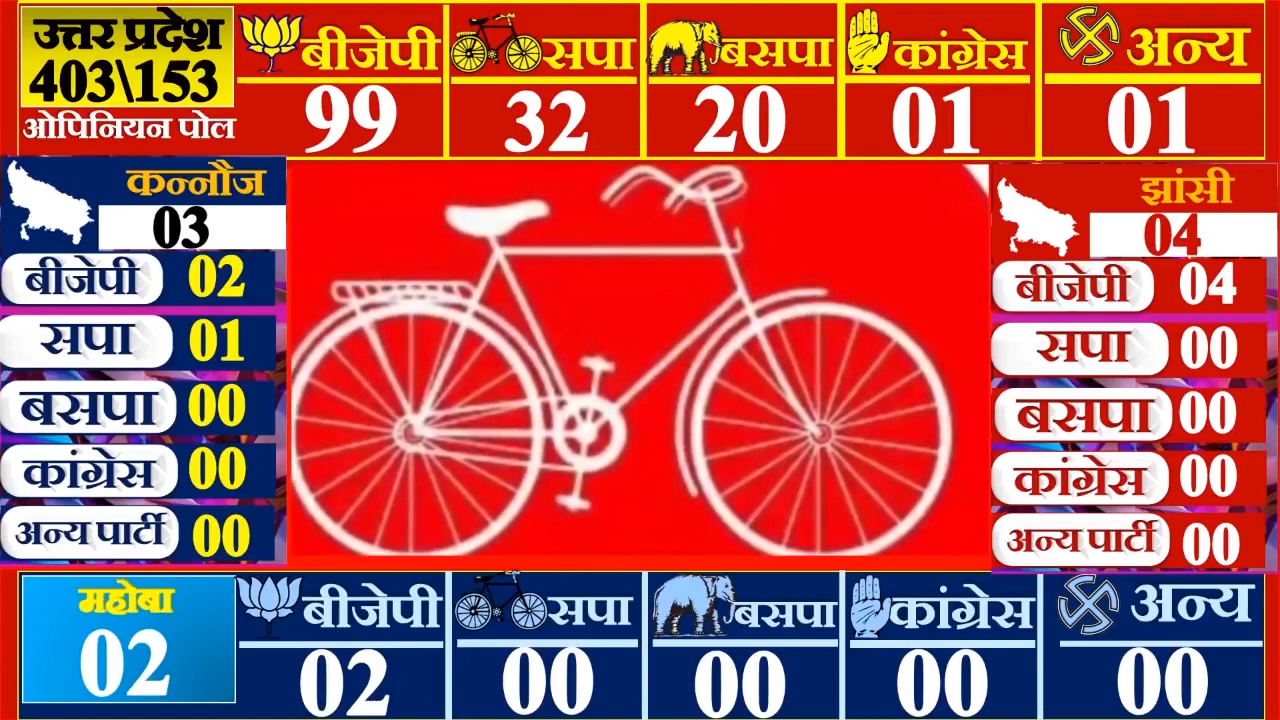 उत्तर प्रदेश
403\153
ओपिनियन पोल
बीजेपी
99
सपा
32
बसपा
20
कांग्रेस
01
अन्य
01
कन्नौज
03
बीजेपी 02
सपा 01
बसपा 00
कांग्रेस 00
अन्य पार्टी 00
झांसी
04
बीजेपी 04
सपा 00
बसपा 00
कांग्रेस 00
अन्य पार्टी 00
महोबा
02
बीजेपी
02
सपा
00
बसपा
00
कांग्रेस
00
अन्य
00